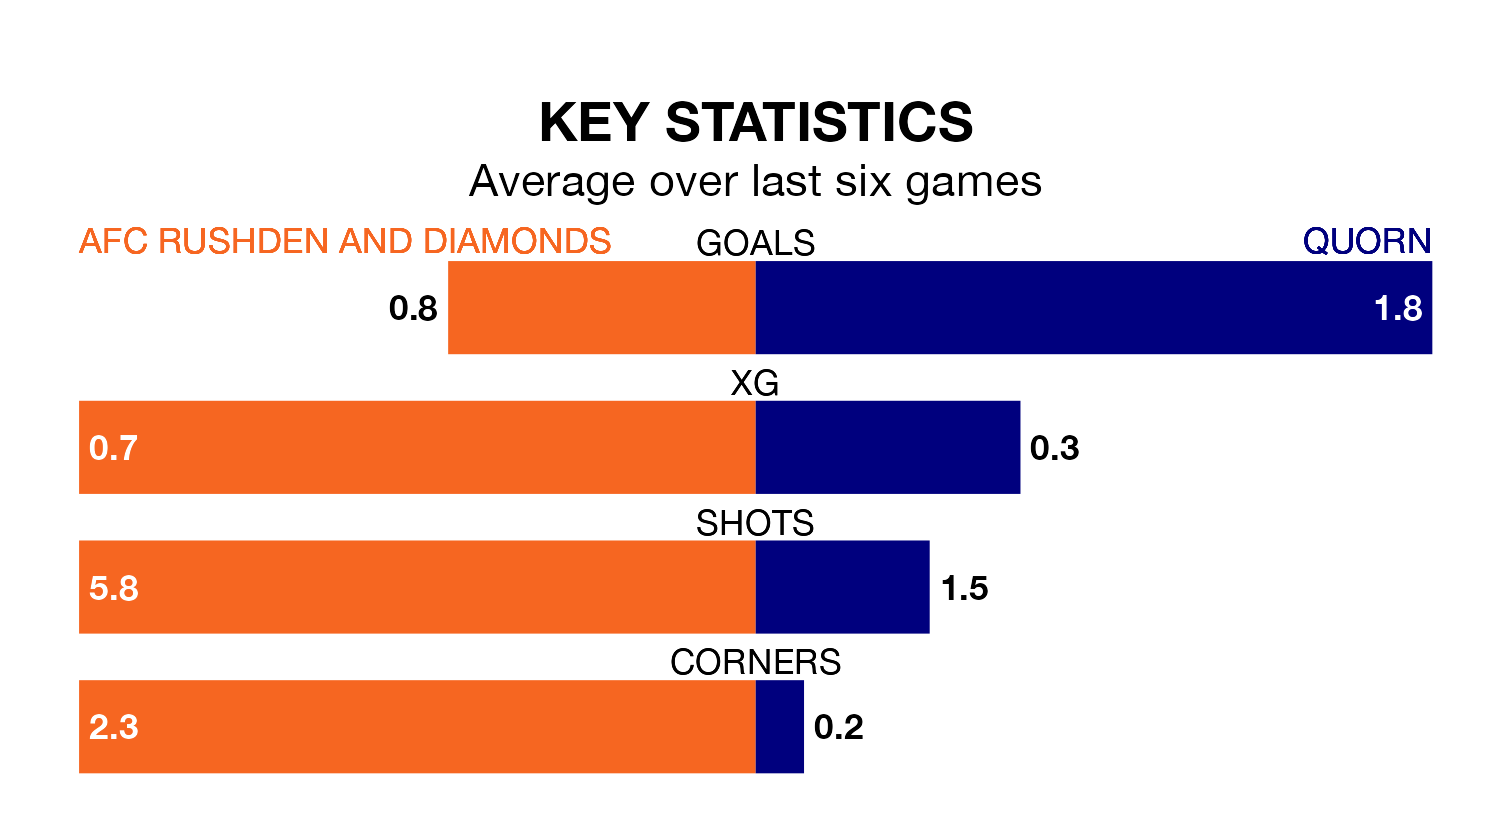 KEY STATISTICS
Average over last six games
AFC RUSHDEN AND DIAMONDS GOALS QUORN
0.8 1.8
XG
0.7 0.3
SHOTS
5.8 1.5
CORNERS
2.3 0.2